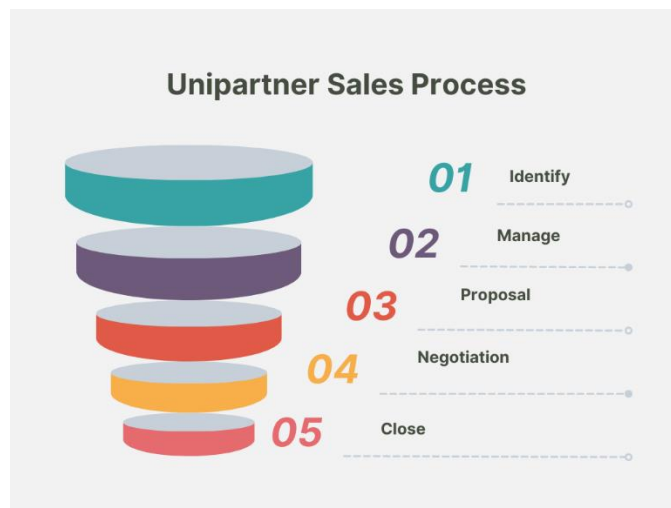 Unipartner Sales Process
01 Identify
02 Manage
03 Proposal
04 Negotiation
05 Close